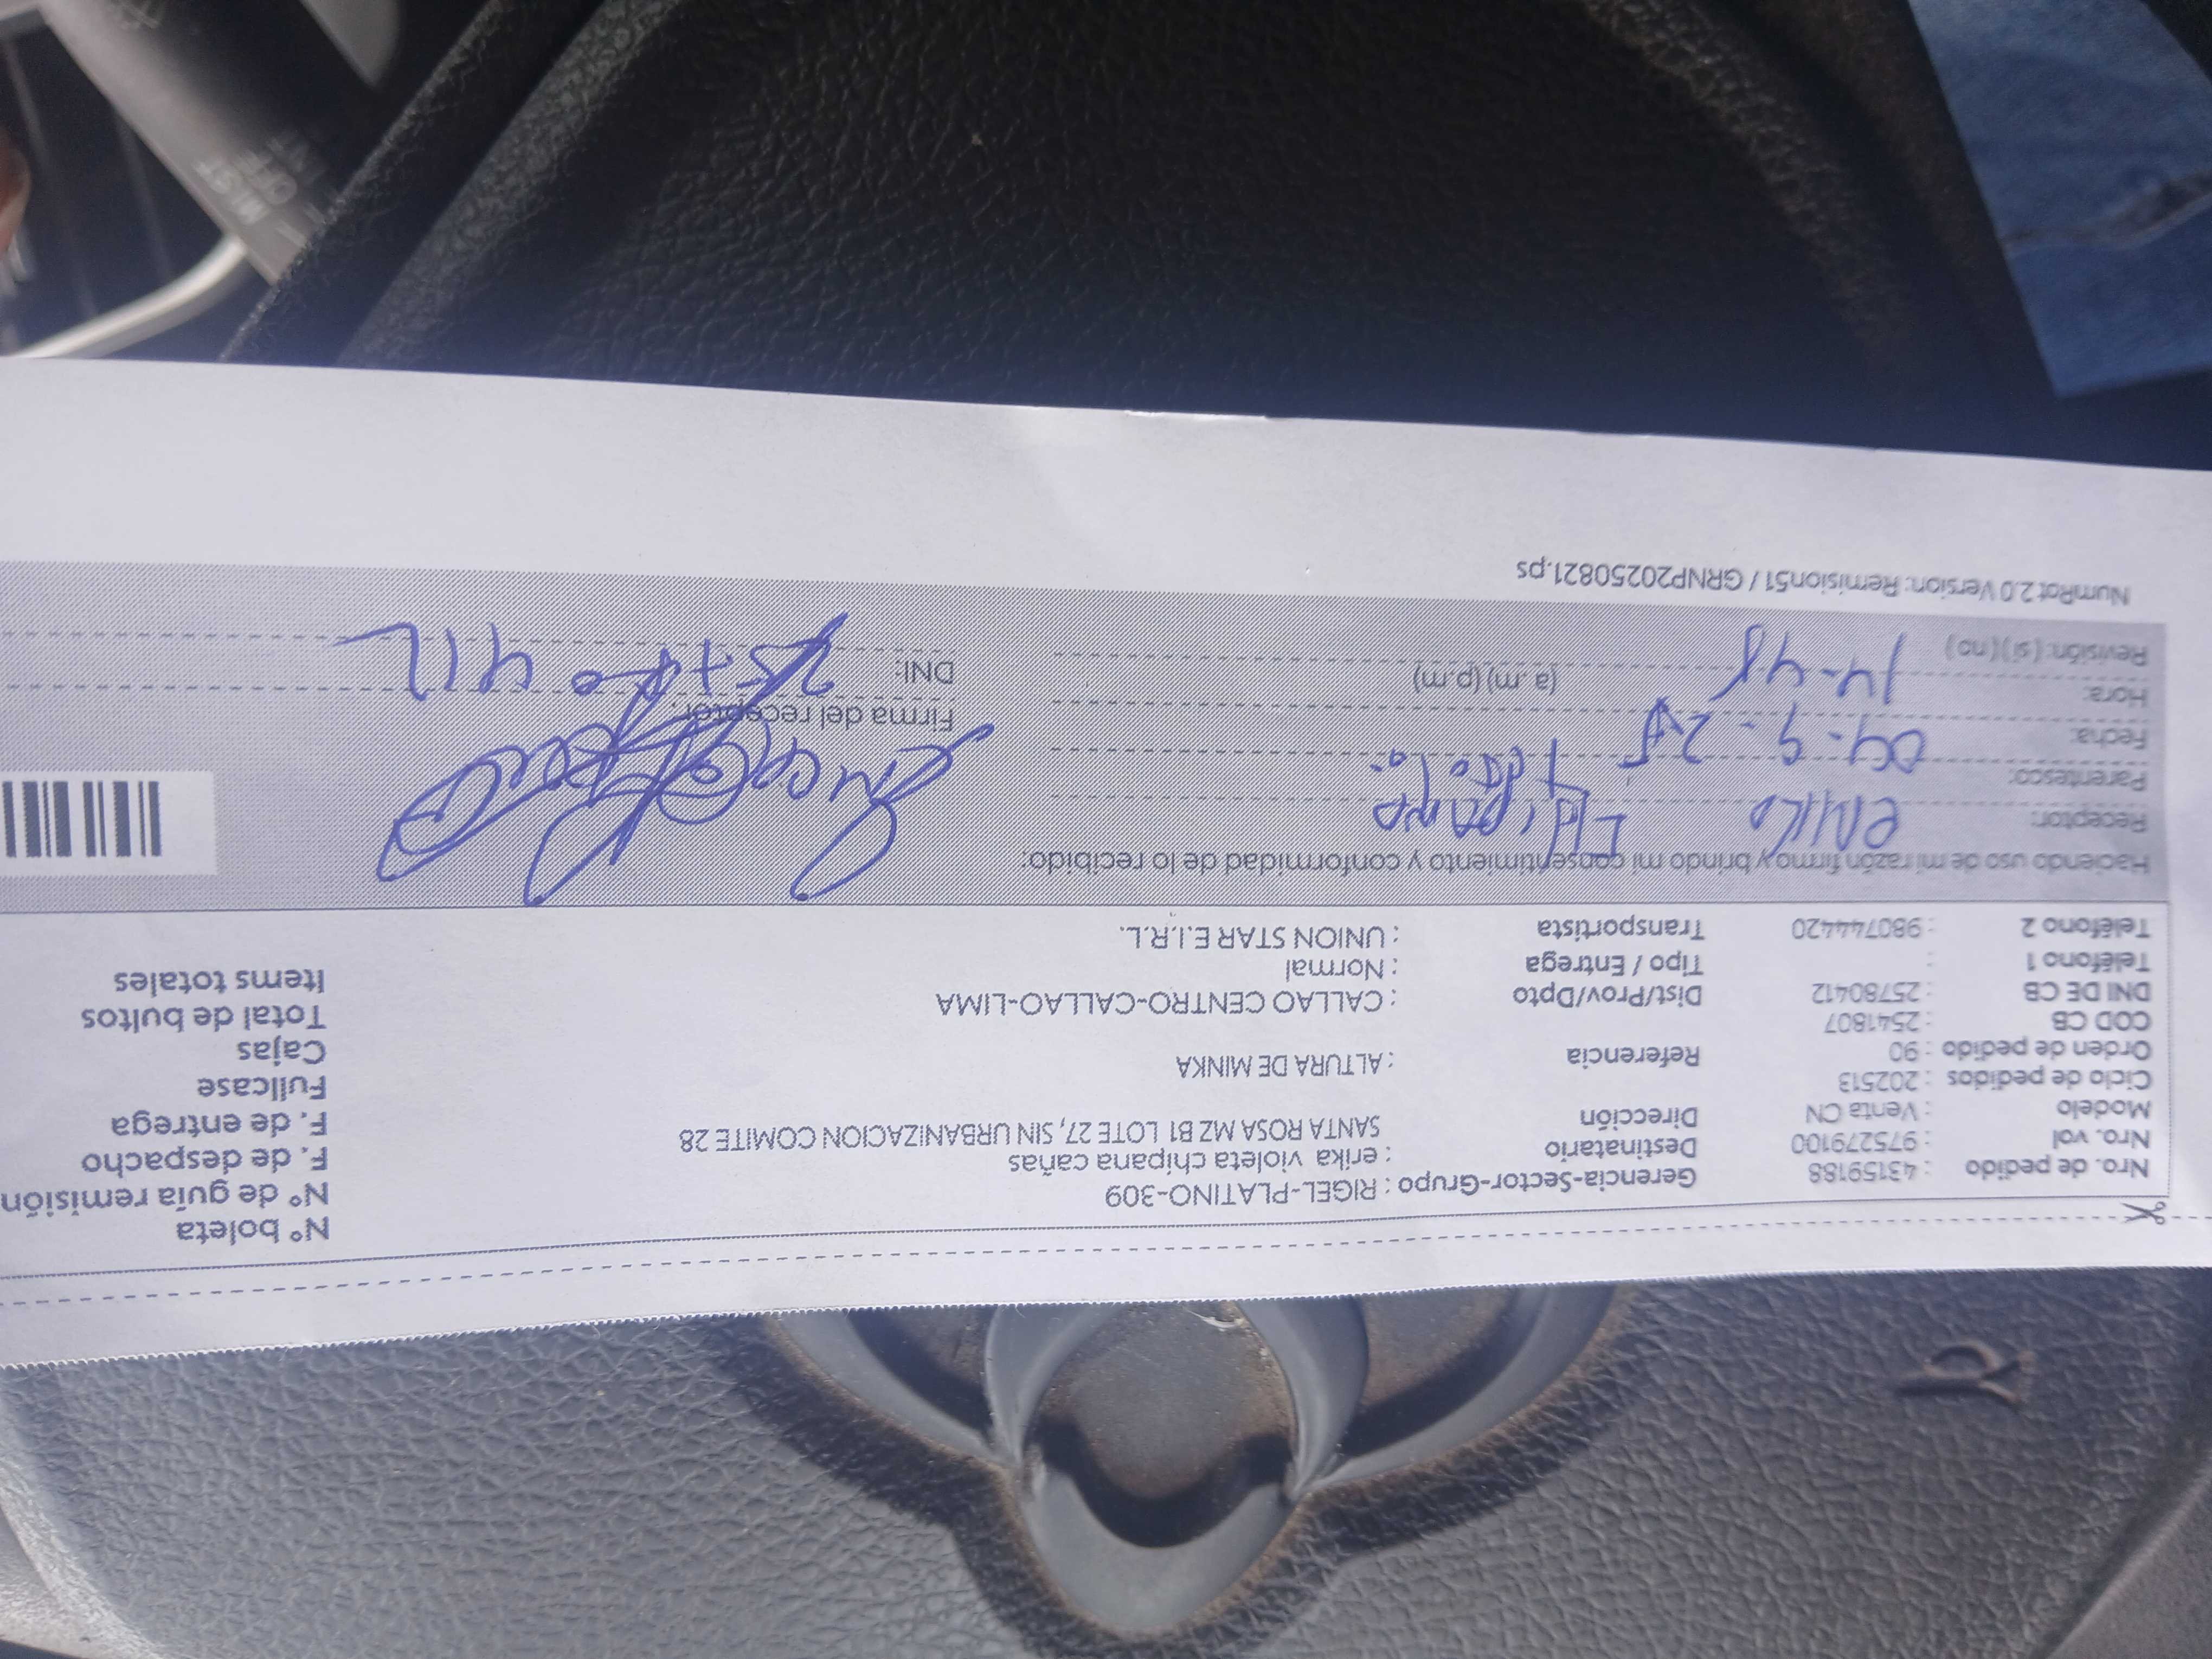 Nº boleta
Nº de guía remisión
F. de despacho
F. de entrega
Fullcase
Cajas
Total de bultos
Items totales
Nro. de pedido : 43159188
Nro. vol : 975279100
Modelo : Venta CN
Ciclo de pedidos : 202513
Orden de pedido : 90
COD CB : 2541807
DNI DE CB : 25780412
Teléfono 1 :
Teléfono 2 : 980744420
Gerencia-Sector-Grupo : RIGEL-PLATINO-309
Destinatario : erika violeta chipana cañas
Dirección SANTA ROSA MZ B1 LOTE 27, SIN URBANIZACION COMITE 28
Referencia : ALTURA DE MINKA
Dist/Prov/Dpto : CALLAO CENTRO-CALLAO-LIMA
Tipo / Entrega : Normal
Transportista : UNION STAR E.I.R.L.
Haciendo uso de mi razón firmo y brindo mi consentimiento y conformidad de lo recibido:
Receptor:
Parentesco:
Fecha: 04-9-25
Hora: 14-48 (a.m) (p.m)
Revisión: (si) (no)
Firma del receptor:
DNI: 25780412
NumRot 2.0 Version: Remision51 / GRNP20250821.ps
MIST
OFF